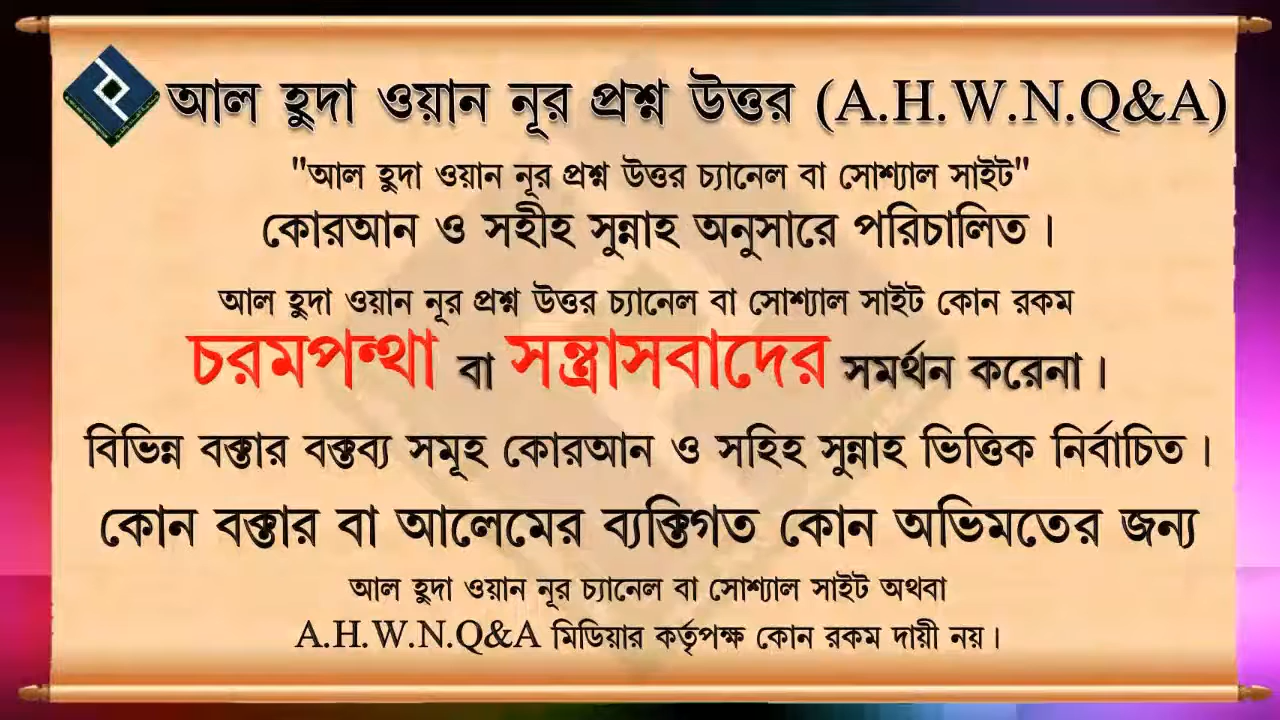 আল হুদা ওয়ান নূর প্রশ্ন উত্তর (A.H.W.N.Q&A)
"আল হুদা ওয়ান নূর প্রশ্ন উত্তর চ্যানেল বা সোশ্যাল সাইট"
কোরআন ও সহীহ সুন্নাহ অনুসারে পরিচালিত।
আল হুদা ওয়ান নূর প্রশ্ন উত্তর চ্যানেল বা সোশ্যাল সাইট কোন রকম
চরমপন্থা বা সন্ত্রাসবাদের সমর্থন করেনা।
বিভিন্ন বক্তার বক্তব্য সমূহ কোরআন ও সহিহ সুন্নাহ ভিত্তিক নির্বাচিত।
কোন বক্তার বা আলেমের ব্যক্তিগত কোন অভিমতের জন্য
আল হুদা ওয়ান নূর চ্যানেল বা সোশ্যাল সাইট অথবা
A.H.W.N.Q&A মিডিয়ার কর্তৃপক্ষ কোন রকম দায়ী নয়।